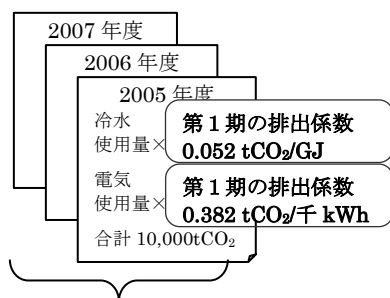 2007 年度
2006 年度
2005 年度
冷水
使用量×
第 1 期の排出係数
0.052 tCO₂/GJ
電気
使用量×
第 1 期の排出係数
0.382 tCO₂/千 kWh
合計 10,000tCO₂